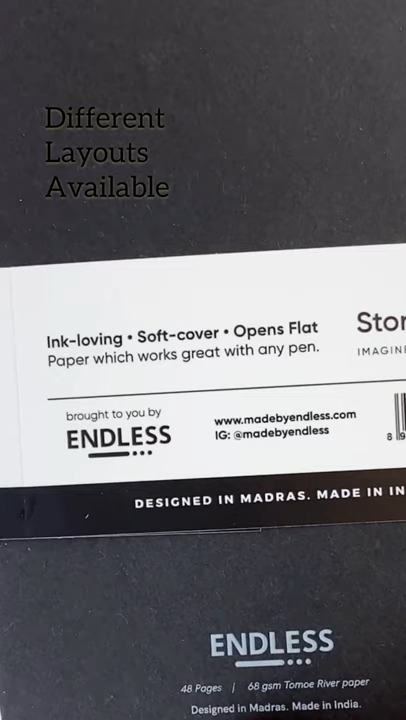 Different
Layouts
Available
Ink-loving • Soft-cover • Opens Flat
Paper which works great with any pen.
brought to you by
ENDLESS
www.madebyendless.com
IG: @madebyendless
8
DESIGNED IN MADRAS. MADE IN IN
ENDLESS
48 Pages | 68 gsm Tomoe River paper
Designed in Madras. Made in India.